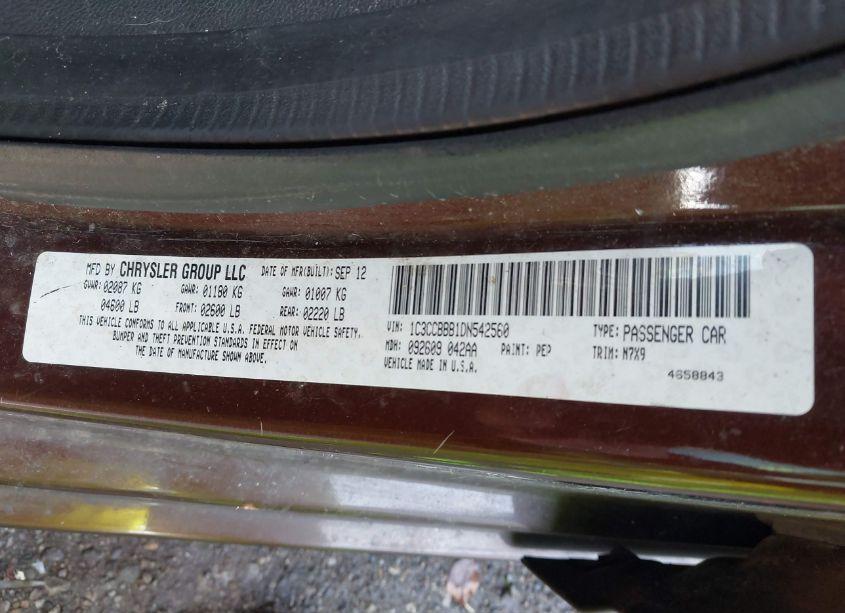 MFD BY CHRYSLER GROUP LLC DATE OF MFR(BUILT): SEP 12
GVWR: 02087 KG GAWR: 01180 KG GAWR: 01007 KG
04600 LB FRONT: 02600 LB REAR: 02220 LB
THIS VEHICLE CONFORMS TO ALL APPLICABLE U.S.A. FEDERAL MOTOR VEHICLE SAFETY,
BUMPER AND THEFT PREVENTION STANDARDS IN EFFECT ON
THE DATE OF MANUFACTURE SHOWN ABOVE.
VIN: 1C3CCBBB1DN542560 TYPE: PASSENGER CAR
MDH: 092609 042AA PAINT: PEP TRIM: N7X9
VEHICLE MADE IN U.S.A.
4658843